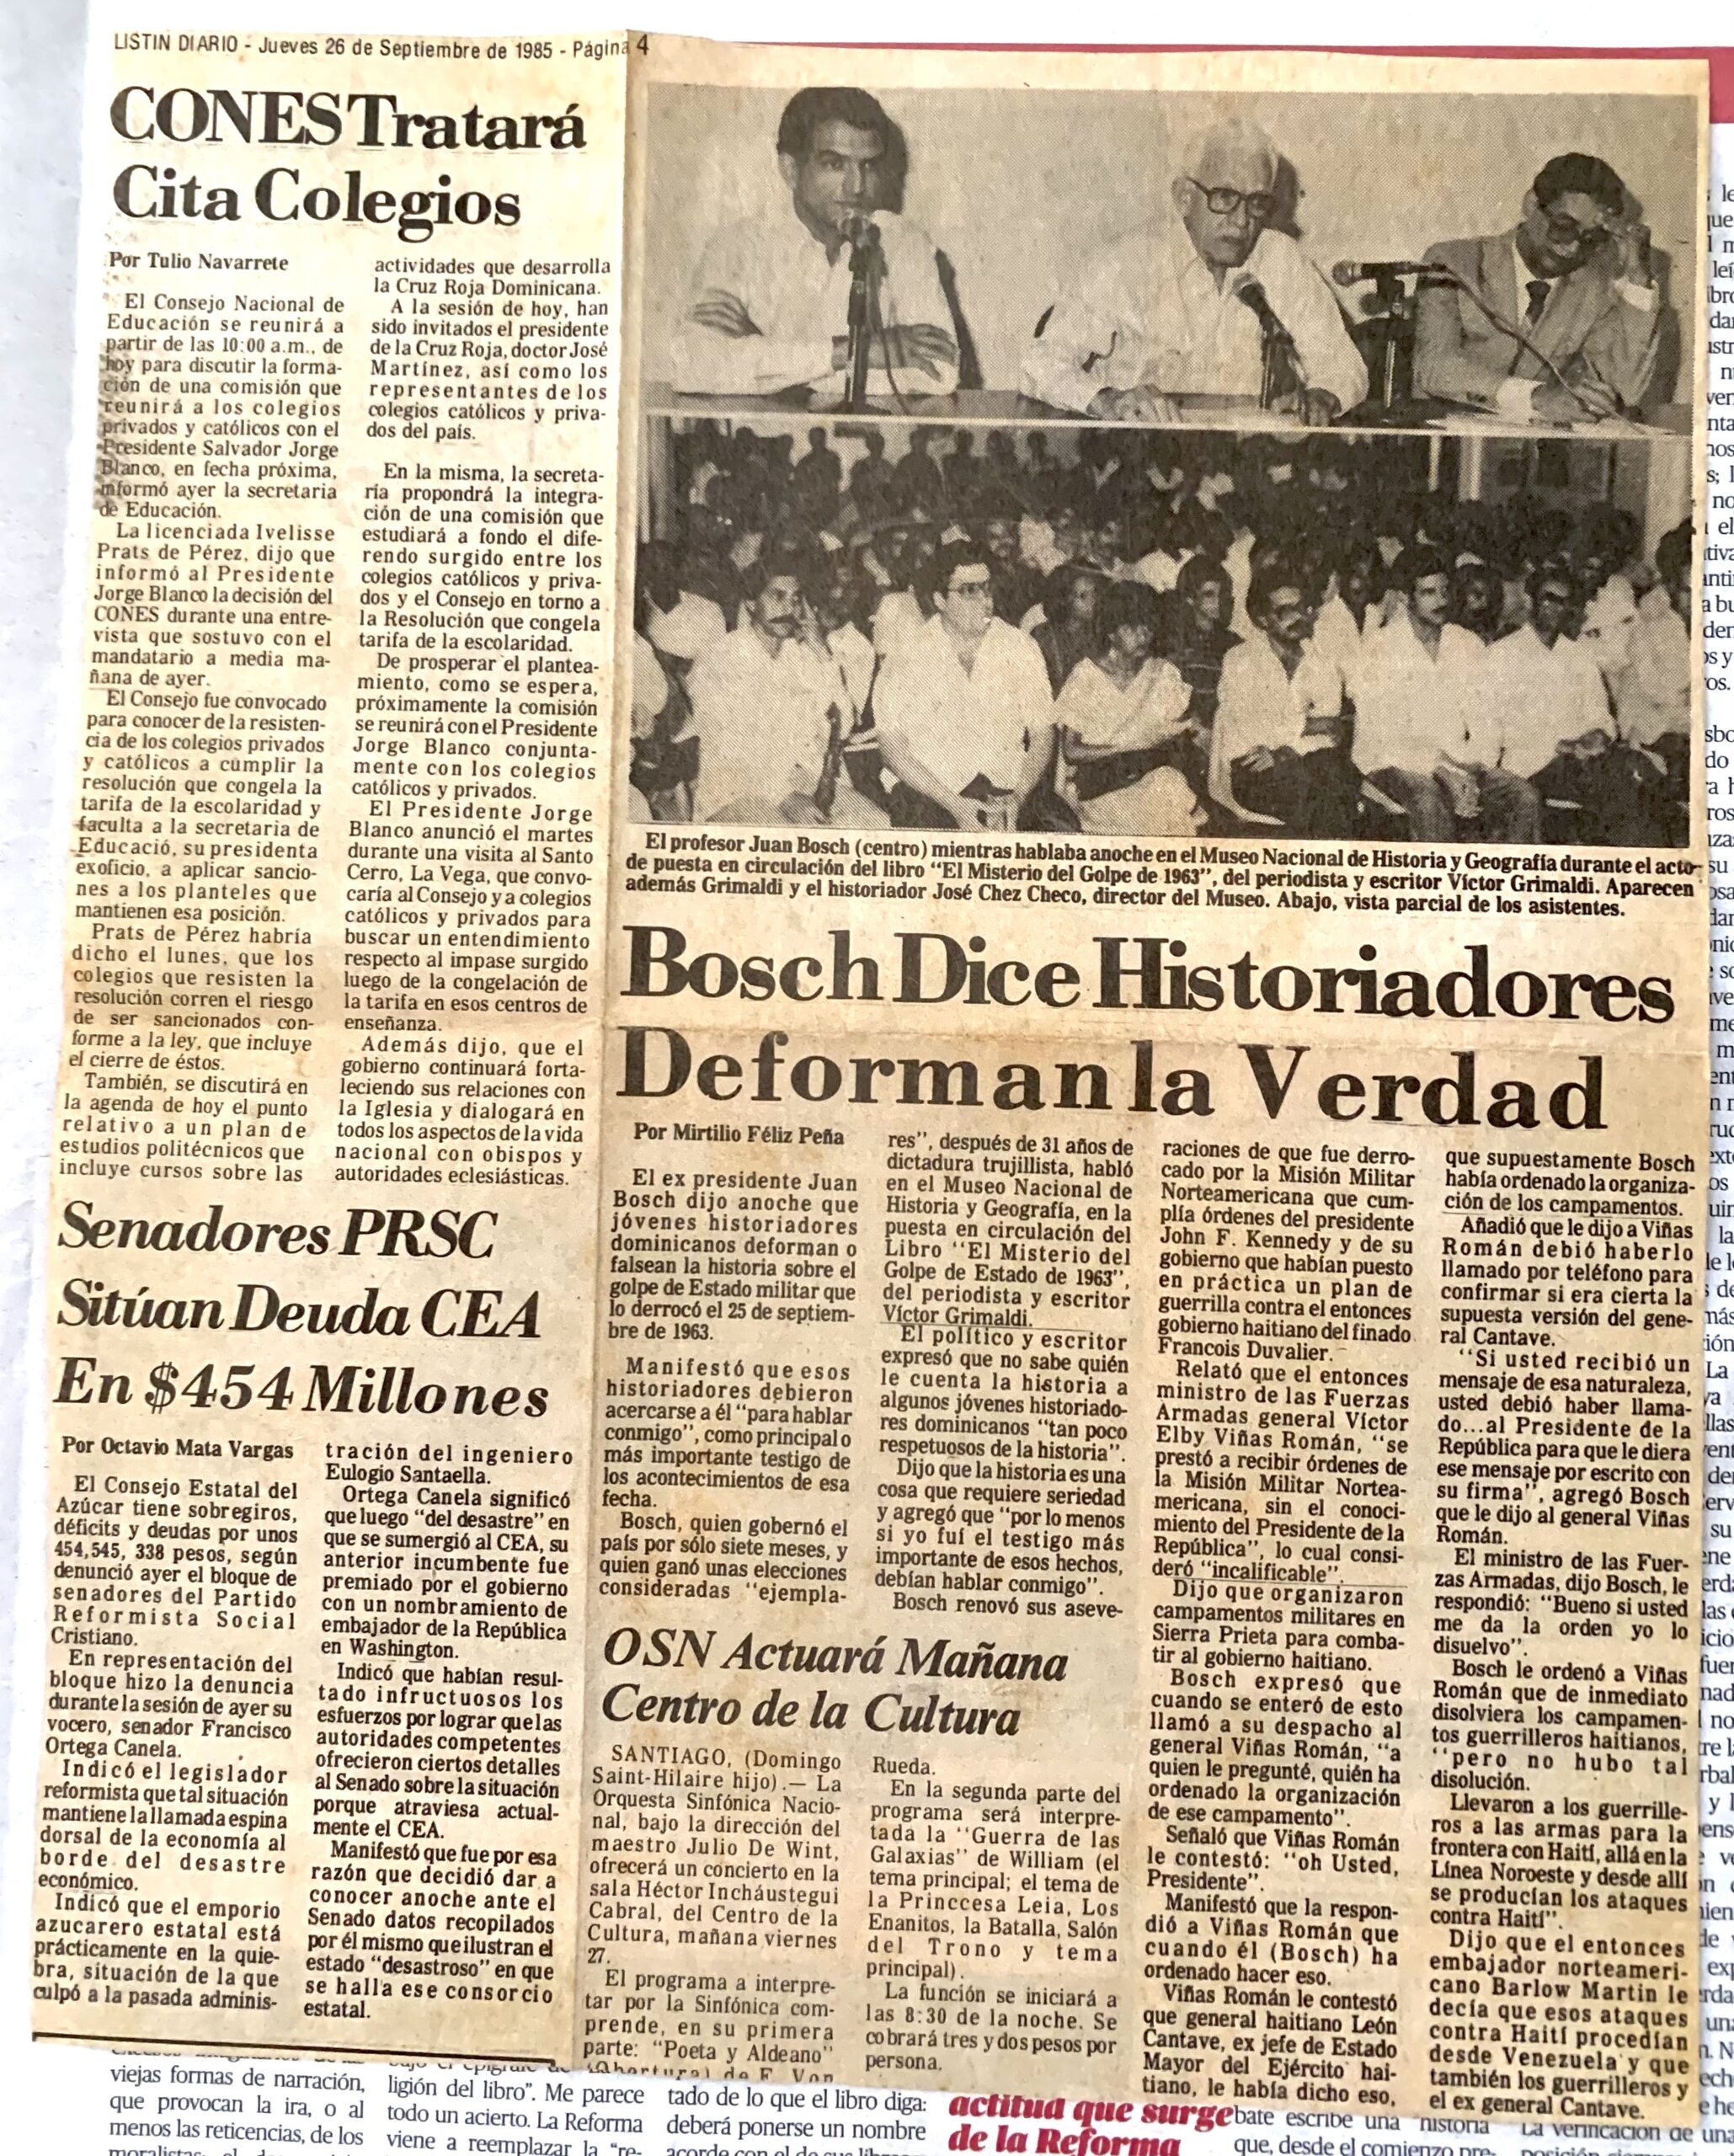 LISTIN DIARIO - Jueves 26 de Septiembre de 1985 - Página 4
CONES Tratará
Cita Colegios
Por Tulio Navarrete
El Consejo Nacional de
Educación se reunirá a
partir de las 10:00 a.m., de
hoy para discutir la forma-
ción de una comisión que
reunirá a los colegios
privados y católicos con el
Presidente Salvador Jorge
Blanco, en fecha próxima,
informó ayer la secretaria
de Educación.
La licenciada Ivelisse
Prats de Pérez, dijo que
informó al Presidente
Jorge Blanco la decisión del
CONES durante una entre-
vista que sostuvo con el
mandatario a media ma-
ñana de ayer.
El Consejo fue convocado
para conocer de la resisten-
cia de los colegios privados
y católicos a cumplir la
resolución que congela la
tarifa de la escolaridad y
faculta a la secretaria de
Educació, su presidenta
exoficio, a aplicar sancio-
nes a los planteles que
mantienen esa posición.
Prats de Pérez habría
dicho el lunes, que los
colegios que resisten la
resolución corren el riesgo
de ser sancionados con-
forme a la ley, que incluye
el cierre de éstos.
También, se discutirá en
la agenda de hoy el punto
relativo a un plan de
estudios politécnicos que
incluye cursos sobre las
actividades que desarrolla
la Cruz Roja Dominicana.
A la sesión de hoy, han
sido invitados el presidente
de la Cruz Roja, doctor José
Martínez, así como los
representantes de los
colegios católicos y priva-
dos del país.
En la misma, la secreta-
ría propondrá la integra-
ción de una comisión que
estudiará a fondo el dife-
rendo surgido entre los
colegios católicos y priva-
dos y el Consejo en torno a
la Resolución que congela
tarifa de la escolaridad.
De prosperar el plantea-
miento, como se espera,
próximamente la comisión
se reunirá con el Presidente
Jorge Blanco conjunta-
mente con los colegios
católicos y privados.
El Presidente Jorge
Blanco anunció el martes
durante una visita al Santo
Cerro, La Vega, que convo-
caría al Consejo y a colegios
católicos y privados para
buscar un entendimiento
respecto al impase surgido
luego de la congelación de
la tarifa en esos centros de
enseñanza.
Además dijo, que el
gobierno continuará forta-
leciendo sus relaciones con
la Iglesia y dialogará en
todos los aspectos de la vida
nacional con obispos y
autoridades eclesiásticas.
Senadores PRSC
Sitúan Deuda CEA
En $454 Millones
Por Octavio Mata Vargas
El Consejo Estatal del
Azúcar tiene sobregiros,
déficits y deudas por unos
454,545, 338 pesos, según
denunció ayer el bloque de
senadores del Partido
Reformista Social
Cristiano.
En representación del
bloque hizo la denuncia
durante la sesión de ayer su
vocero, senador Francisco
Ortega Canela.
Indicó el legislador
reformista que tal situación
mantiene la llamada espina
dorsal de la economía al
borde del desastre
económico.
Indicó que el emporio
azucarero estatal está
prácticamente en la quie-
bra, situación de la que
culpó a la pasada adminis-
tración del ingeniero
Eulogio Santaella.
Ortega Canela significó
que luego "del desastre" en
que se sumergió al CEA, su
anterior incumbente fue
premiado por el gobierno
con un nombramiento de
embajador de la República
en Washington.
Indicó que habían resul-
tado infructuosos los
esfuerzos por lograr que las
autoridades competentes
ofrecieron ciertos detalles
al Senado sobre la situación
porque atraviesa actual-
mente el CEA.
Manifestó que fue por esa
razón que decidió dar a
conocer anoche ante el
Senado datos recopilados
por él mismo que ilustran el
estado "desastroso" en que
se halla ese consorcio
estatal.
El profesor Juan Bosch (centro) mientras hablaba anoche en el Museo Nacional de Historia y Geografía durante el acto
de puesta en circulación del libro "El Misterio del Golpe de 1963", del periodista y escritor Víctor Grimaldi. Aparecen
además Grimaldi y el historiador José Chez Checo, director del Museo. Abajo, vista parcial de los asistentes.
Bosch Dice Historiadores
Deforman la Verdad
Por Mirtilio Féliz Peña
El ex presidente Juan
Bosch dijo anoche que
jóvenes historiadores
dominicanos deforman o
falsean la historia sobre el
golpe de Estado militar que
lo derrocó el 25 de septiem-
bre de 1963.
Manifestó que esos
historiadores debieron
acercarse a él "para hablar
conmigo", como principal o
más importante testigo de
los acontecimientos de esa
fecha.
Bosch, quien gobernó el
país por sólo siete meses, y
quien ganó unas elecciones
consideradas "ejempla-
res", después de 31 años de
dictadura trujillista, habló
en el Museo Nacional de
Historia y Geografía, en la
puesta en circulación del
Libro "El Misterio del
Golpe de Estado de 1963",
del periodista y escritor
Víctor Grimaldi.
El político y escritor
expresó que no sabe quién
le cuenta la historia a
algunos jóvenes historiado-
res dominicanos "tan poco
respetuosos de la historia".
Dijo que la historia es una
cosa que requiere seriedad
y agregó que "por lo menos
si yo fuí el testigo más
importante de esos hechos,
debían hablar conmigo".
Bosch renovó sus aseve-
raciones de que fue derro-
cado por la Misión Militar
Norteamericana que cum-
plía órdenes del presidente
John F. Kennedy y de su
gobierno que habían puesto
en práctica un plan de
guerrilla contra el entonces
gobierno haitiano del finado
Francois Duvalier.
Relató que el entonces
ministro de las Fuerzas
Armadas general Víctor
Elby Viñas Román, "se
prestó a recibir órdenes de
la Misión Militar Nortea-
mericana, sin el conoci-
miento del Presidente de la
República", lo cual consi-
deró "incalificable".
Dijo que organizaron
campamentos militares en
Sierra Prieta para comba-
tir al gobierno haitiano.
Bosch expresó que
cuando se enteró de esto
llamó a su despacho al
general Viñas Román, "a
quien le pregunté, quién ha
ordenado la organización
de ese campamento".
Señaló que Viñas Román
le contestó: "oh Usted,
Presidente".
Manifestó que la respon-
dió a Viñas Román que
cuando él (Bosch) ha
ordenado hacer eso.
Viñas Román le contestó
que general haitiano León
Cantave, ex jefe de Estado
Mayor del Ejército hai-
tiano, le había dicho eso,
que supuestamente Bosch
había ordenado la organiza-
ción de los campamentos.
Añadió que le dijo a Viñas
Román debió haberlo
llamado por teléfono para
confirmar si era cierta la
supuesta versión del gene-
ral Cantave.
"Si usted recibió un
mensaje de esa naturaleza,
usted debió haber llama-
do...al Presidente de la
República para que le diera
ese mensaje por escrito con
su firma", agregó Bosch
que le dijo al general Viñas
Román.
El ministro de las Fuer-
zas Armadas, dijo Bosch, le
respondió: "Bueno si usted
me da la orden yo lo
disuelvo".
Bosch le ordenó a Viñas
Román que de inmediato
disolviera los campamen-
tos guerrilleros haitianos,
"pero no hubo tal
disolución.
Llevaron a los guerrille-
ros a las armas para la
frontera con Haití, allá en la
Línea Noroeste y desde allí
se producían los ataques
contra Haití".
Dijo que el entonces
embajador norteameri-
cano Barlow Martin le
decía que esos ataques
contra Haití procedían
desde Venezuela y que
también los guerrilleros y
el ex general Cantave.
OSN Actuará Mañana
Centro de la Cultura
SANTIAGO, (Domingo
Saint-Hilaire hijo).— La
Orquesta Sinfónica Nacio-
nal, bajo la dirección del
maestro Julio De Wint,
ofrecerá un concierto en la
sala Héctor Incháustegui
Cabral, del Centro de la
Cultura, mañana viernes
27.
El programa a interpre-
tar por la Sinfónica com-
prende, en su primera
parte: "Poeta y Aldeano"
(Obertura) de F. Von
Rueda.
En la segunda parte del
programa será interpre-
tada la "Guerra de las
Galaxias" de William (el
tema principal; el tema de
la Princcesa Leia, Los
Enanitos, la Batalla, Salón
del Trono y tema
principal).
La función se iniciará a
las 8:30 de la noche. Se
cobrará tres y dos pesos por
persona.
viejas formas de narración,
que provocan la ira, o al
menos las reticencias, de los
ligión del libro". Me parece
todo un acierto. La Reforma
viene a reemplazar la "re-
tado de lo que el libro diga:
deberá ponerse un nombre
actitud que surge
de la Reforma
bate escribe una historia
que, desde el comienzo
La verificación de una